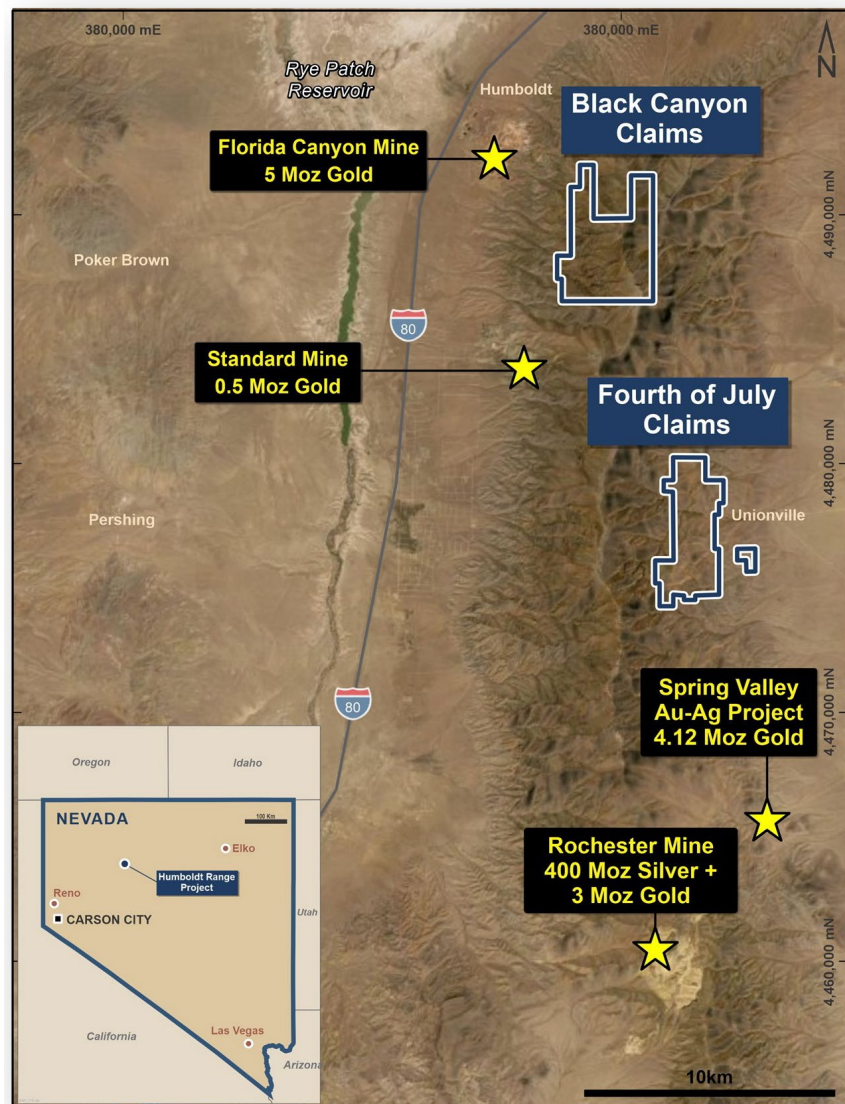 380,000 mE
380,000 mE
N
Rye Patch
Reservoir
Humboldt
Black Canyon
Claims
Florida Canyon Mine
5 Moz Gold
4,490,000 mN
Poker Brown
80
Standard Mine
0.5 Moz Gold
Fourth of July
Claims
4,480,000 mN
Pershing
Unionville
80
Spring Valley
Au-Ag Project
4.12 Moz Gold
4,470,000 mN
Rochester Mine
400 Moz Silver +
3 Moz Gold
4,460,000 mN
10km
Oregon
Idaho
NEVADA
100 Km
Elko
Humboldt Range
Project
Reno
CARSON CITY
Utah
California
Las Vegas
Arizona